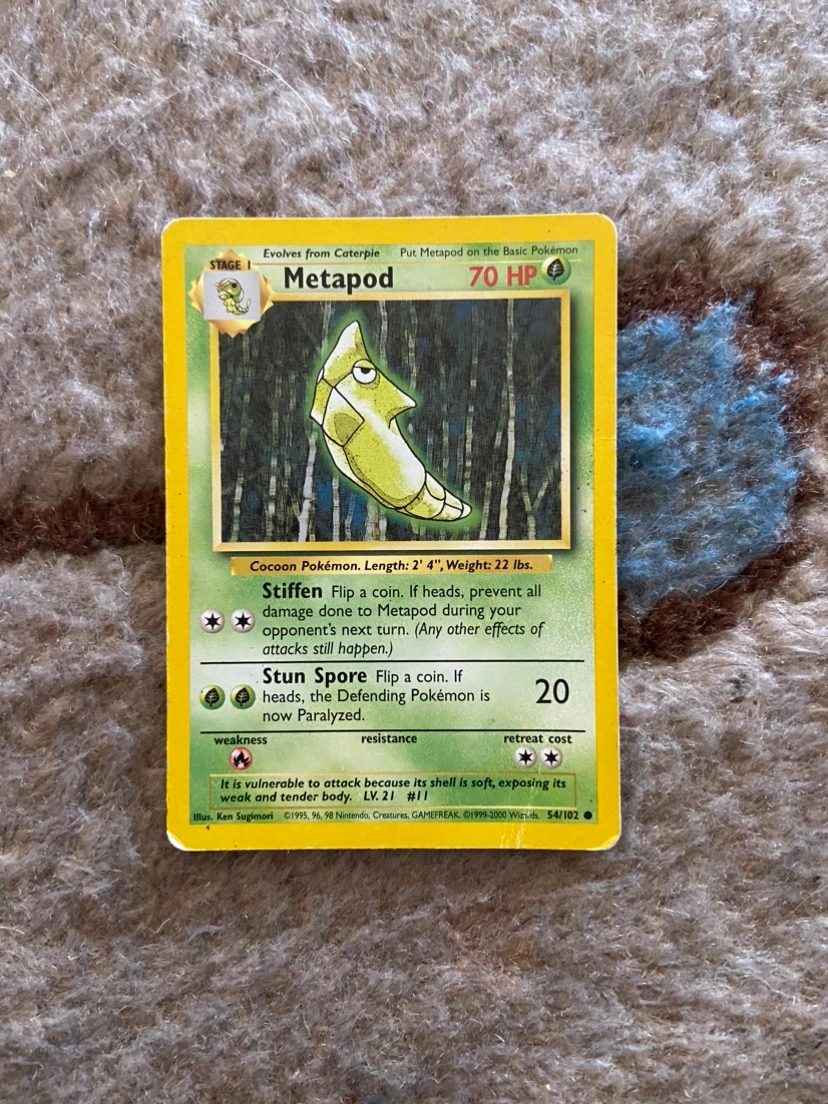 Evolves from Caterpie Put Metapod on the Basic Pokémon
STAGE 1
Metapod 70 HP
Cocoon Pokémon. Length: 2' 4", Weight: 22 lbs.
Stiffen Flip a coin. If heads, prevent all
damage done to Metapod during your
opponent's next turn. (Any other effects of
attacks still happen.)
Stun Spore Flip a coin. If
heads, the Defending Pokémon is
now Paralyzed.
20
weakness resistance retreat cost
It is vulnerable to attack because its shell is soft, exposing its
weak and tender body. LV. 21 #11
Illus. Ken Sugimori ©1995, 96, 98 Nintendo, Creatures, GAMEFREAK. ©1999-2000 Wizards. 54/102